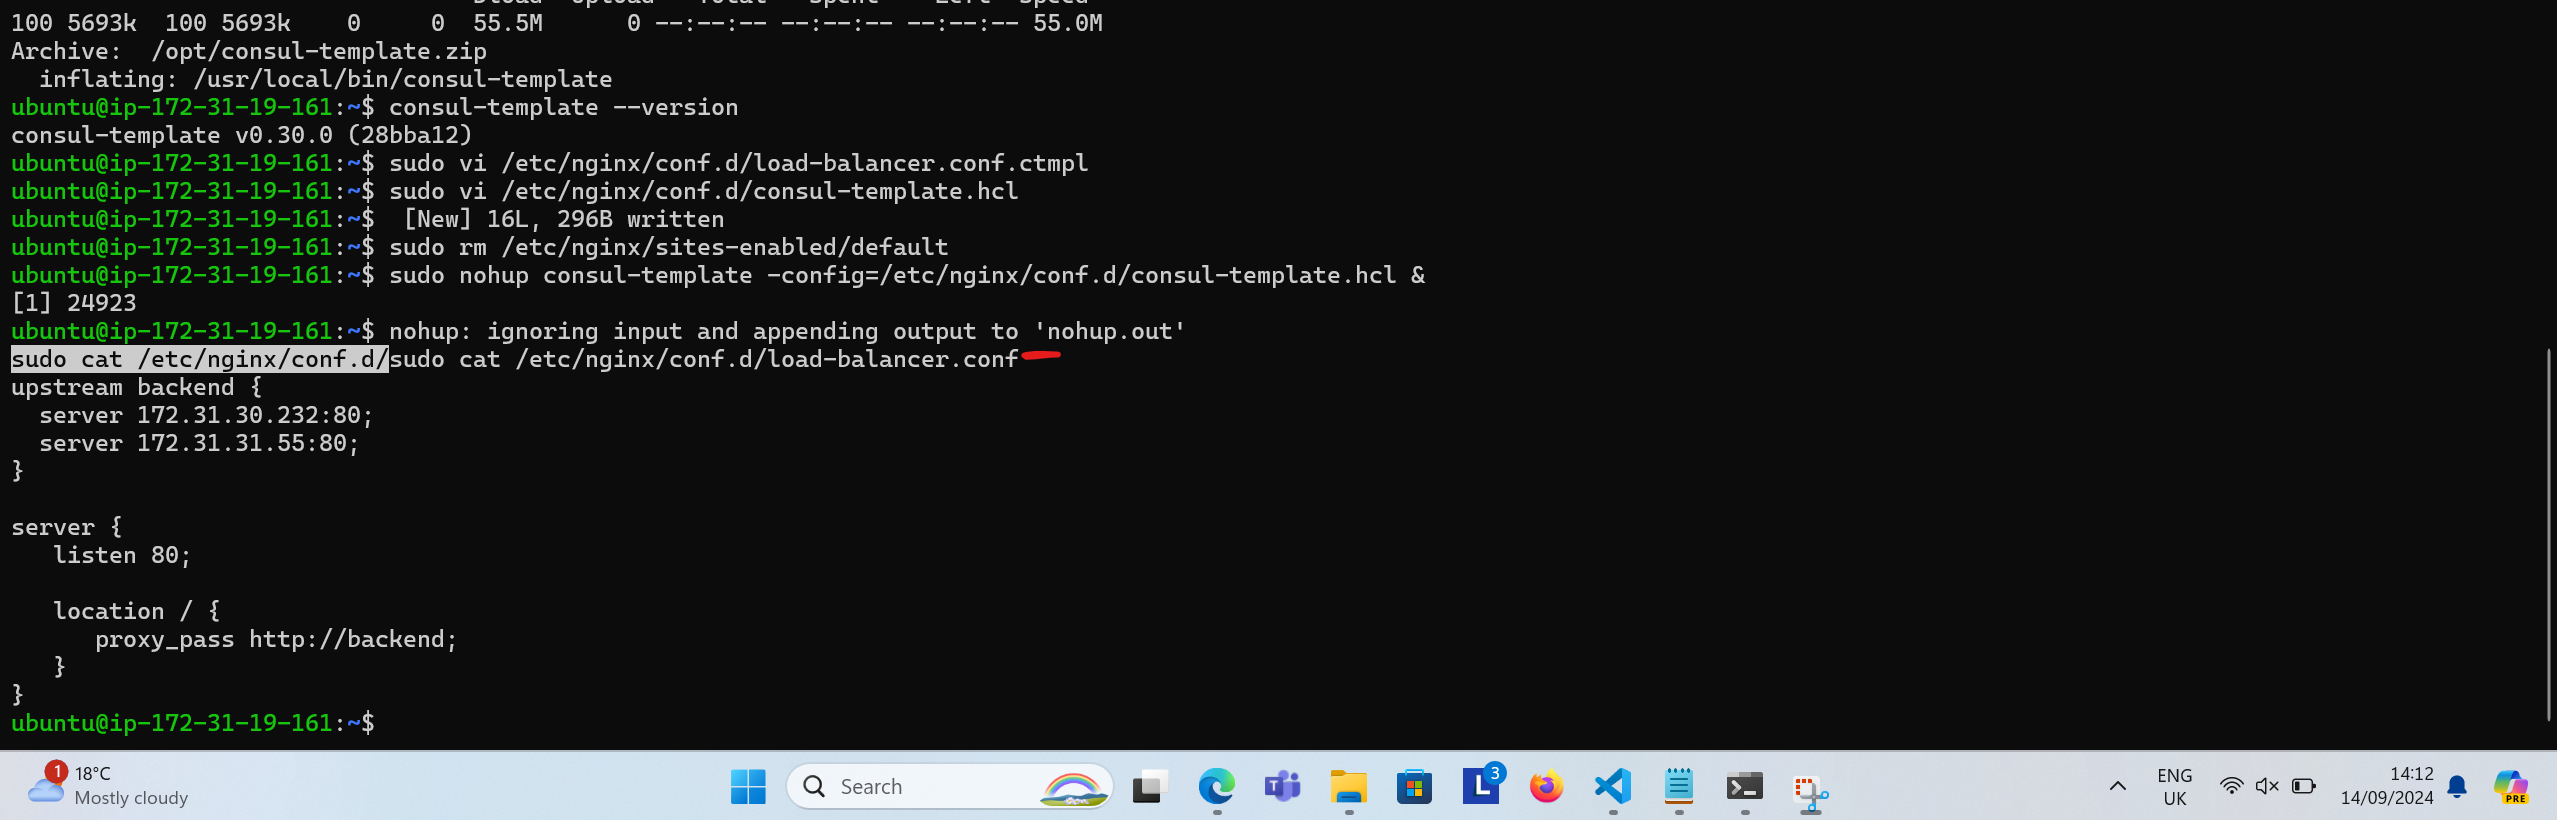 Dload  Upload   Total   Spent    Left  Speed
100 5693k  100 5693k    0     0  55.5M      0 --:--:-- --:--:-- --:--:-- 55.0M
Archive:  /opt/consul-template.zip
  inflating: /usr/local/bin/consul-template
ubuntu@ip-172-31-19-161:~$ consul-template --version
consul-template v0.30.0 (28bba12)
ubuntu@ip-172-31-19-161:~$ sudo vi /etc/nginx/conf.d/load-balancer.conf.ctmpl
ubuntu@ip-172-31-19-161:~$ sudo vi /etc/nginx/conf.d/consul-template.hcl
ubuntu@ip-172-31-19-161:~$  [New] 16L, 296B written
ubuntu@ip-172-31-19-161:~$ sudo rm /etc/nginx/sites-enabled/default
ubuntu@ip-172-31-19-161:~$ sudo nohup consul-template -config=/etc/nginx/conf.d/consul-template.hcl &
[1] 24923
ubuntu@ip-172-31-19-161:~$ nohup: ignoring input and appending output to 'nohup.out'
sudo cat /etc/nginx/conf.d/sudo cat /etc/nginx/conf.d/load-balancer.conf
upstream backend {
  server 172.31.30.232:80;
  server 172.31.31.55:80;
}
server {
   listen 80;
   location / {
      proxy_pass http://backend;
   }
}
ubuntu@ip-172-31-19-161:~$
1
18°C
Mostly cloudy
Search
T
L
3
ENG
UK
14:12
14/09/2024
PRE